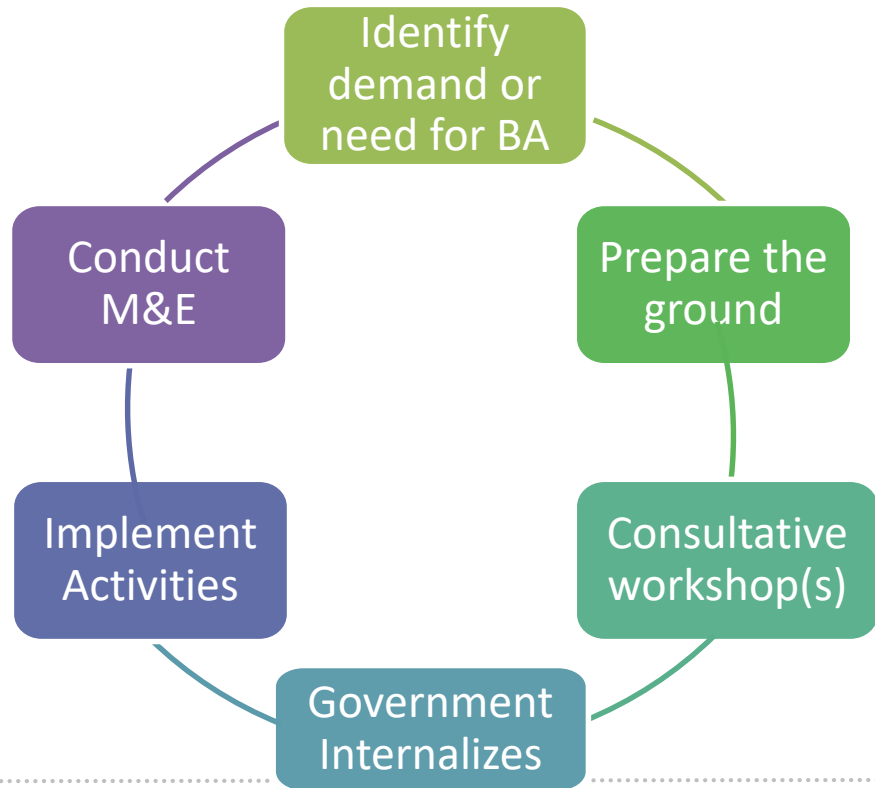 Identify
demand or
need for BA
Prepare the
ground
Consultative
workshop(s)
Government
Internalizes
Implement
Activities
Conduct
M&E